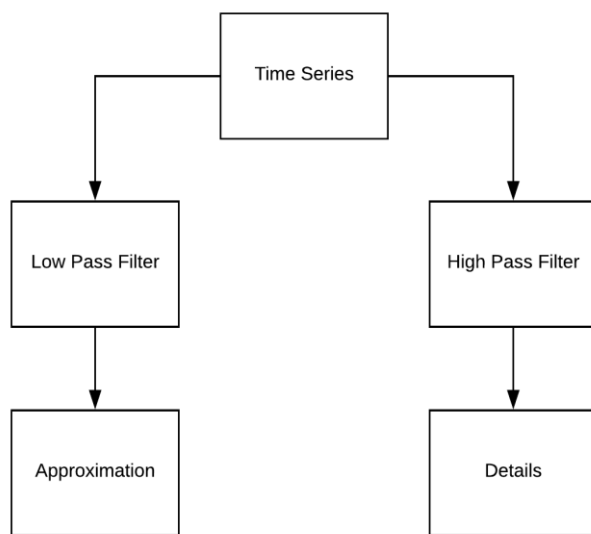 Time Series
Low Pass Filter
High Pass Filter
Approximation
Details